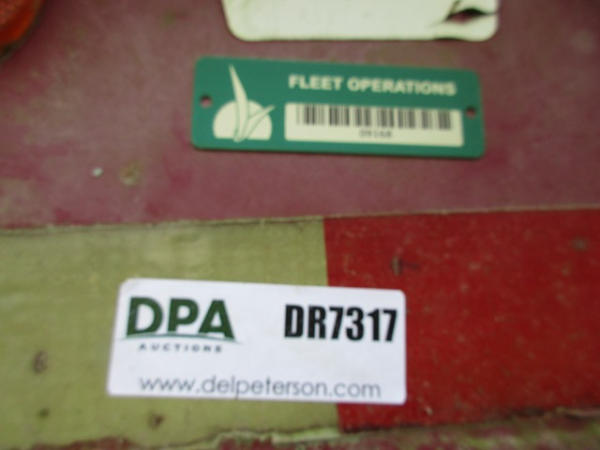 FLEET OPERATIONS
DPA
AUCTIONS
DR7317
www.delpeterson.com